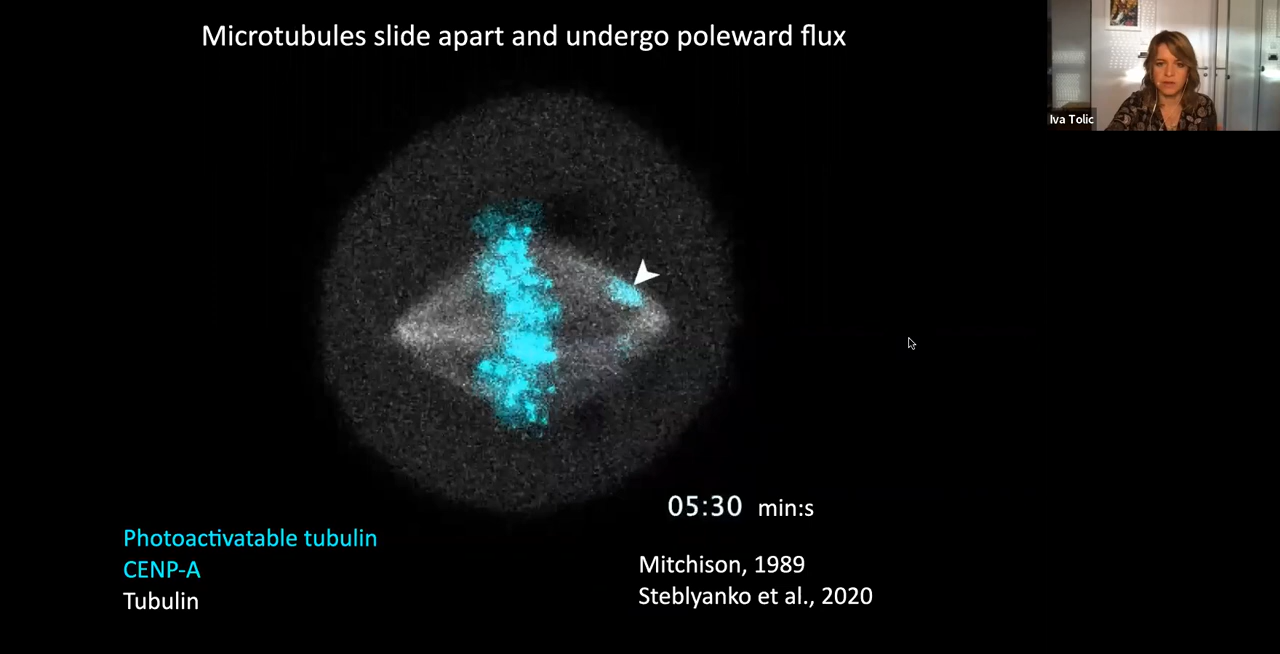 Microtubules slide apart and undergo poleward flux
Iva Tolic
05:30 min:s
Photoactivatable tubulin
CENP-A
Tubulin
Mitchison, 1989
Steblyanko et al., 2020